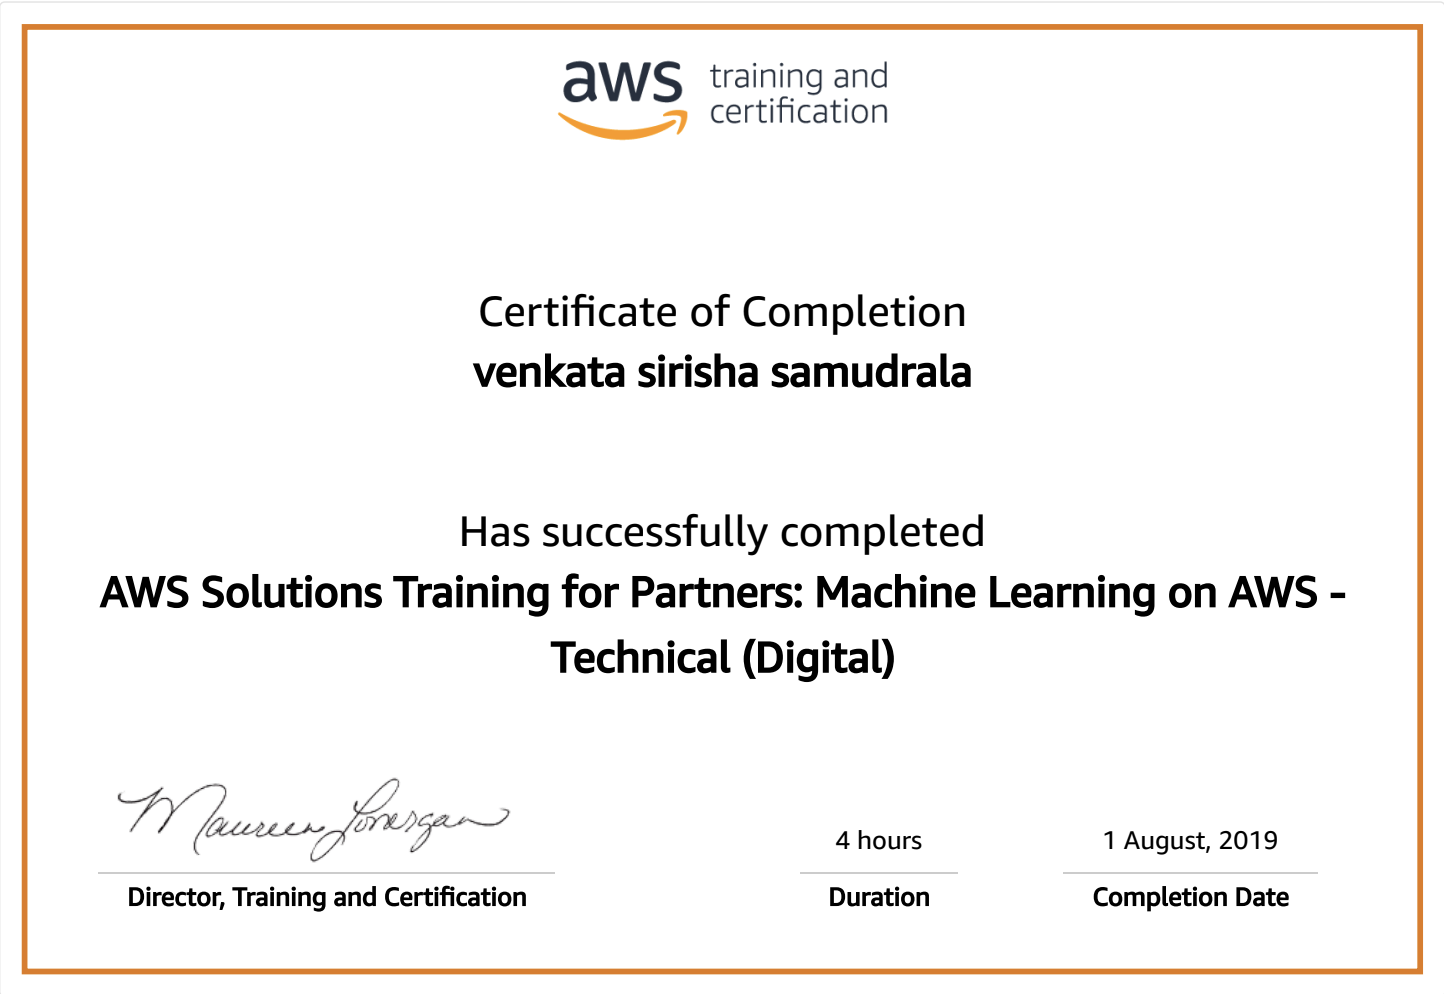 aws training and
certification
Certificate of Completion
venkata sirisha samudrala
Has successfully completed
AWS Solutions Training for Partners: Machine Learning on AWS -
Technical (Digital)
Maureen Lonergan
4 hours
1 August, 2019
Director, Training and Certification
Duration
Completion Date